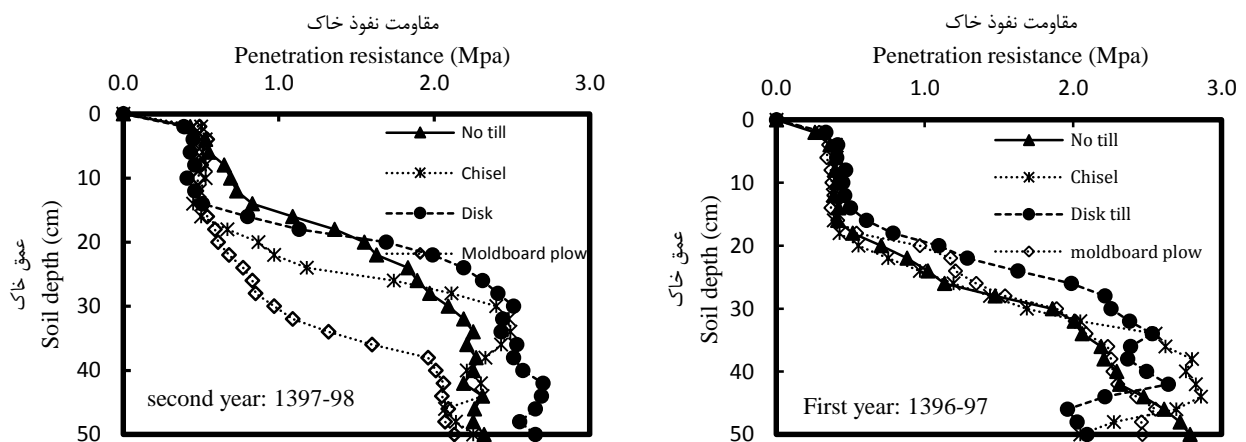 مقاومت نفوذ خاک
Penetration resistance (Mpa)
0.0 1.0 2.0 3.0
0
10
20
30
40
50
عمق خاک
Soil depth (cm)
No till
Chisel
Disk
Moldboard plow
second year: 1397-98
مقاومت نفوذ خاک
Penetration resistance (Mpa)
0.0 1.0 2.0 3.0
0
10
20
30
40
50
عمق خاک
Soil depth (cm)
No till
Chisel
Disk till
moldboard plow
First year: 1396-97